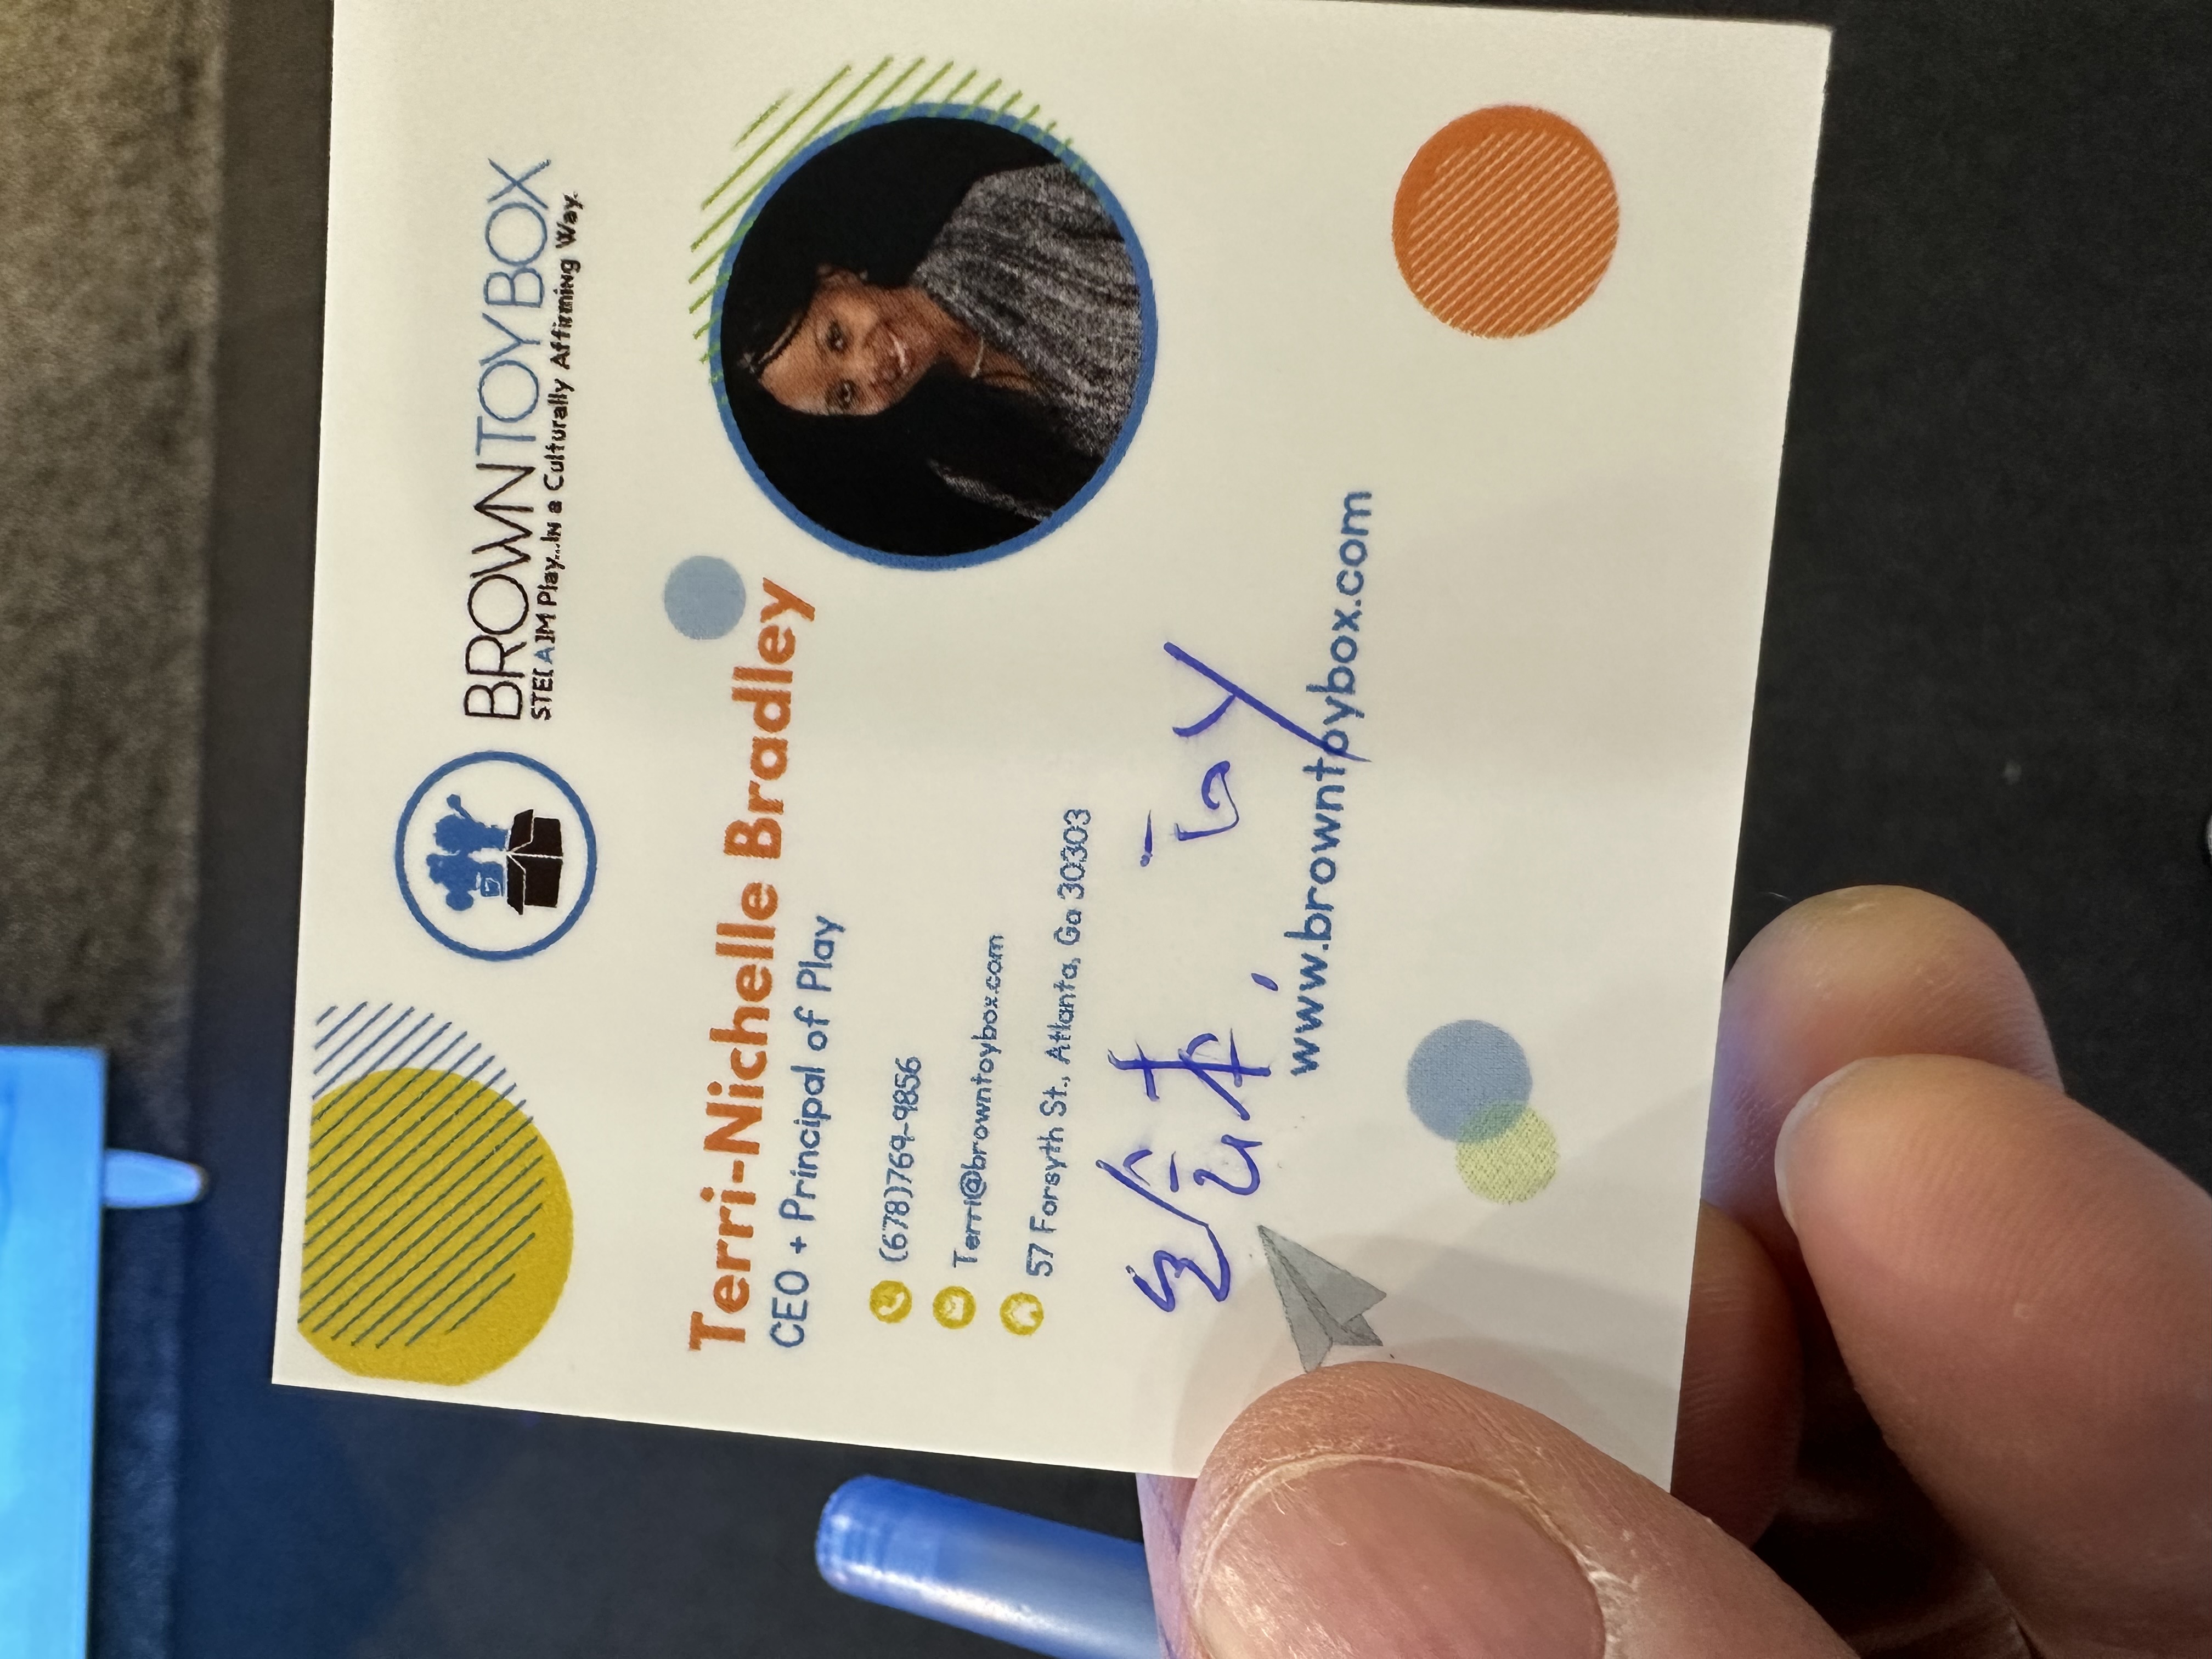 BROWNTOYBOX
STE[A]M Play...In a Culturally Affirming Way.
Terri-Nichelle Bradley
CEO + Principal of Play
(678)769-9856
Terri@browntoybox.com
57 Forsyth St., Atlanta, Ga 30303
绘本, Toy
www.browntoybox.com